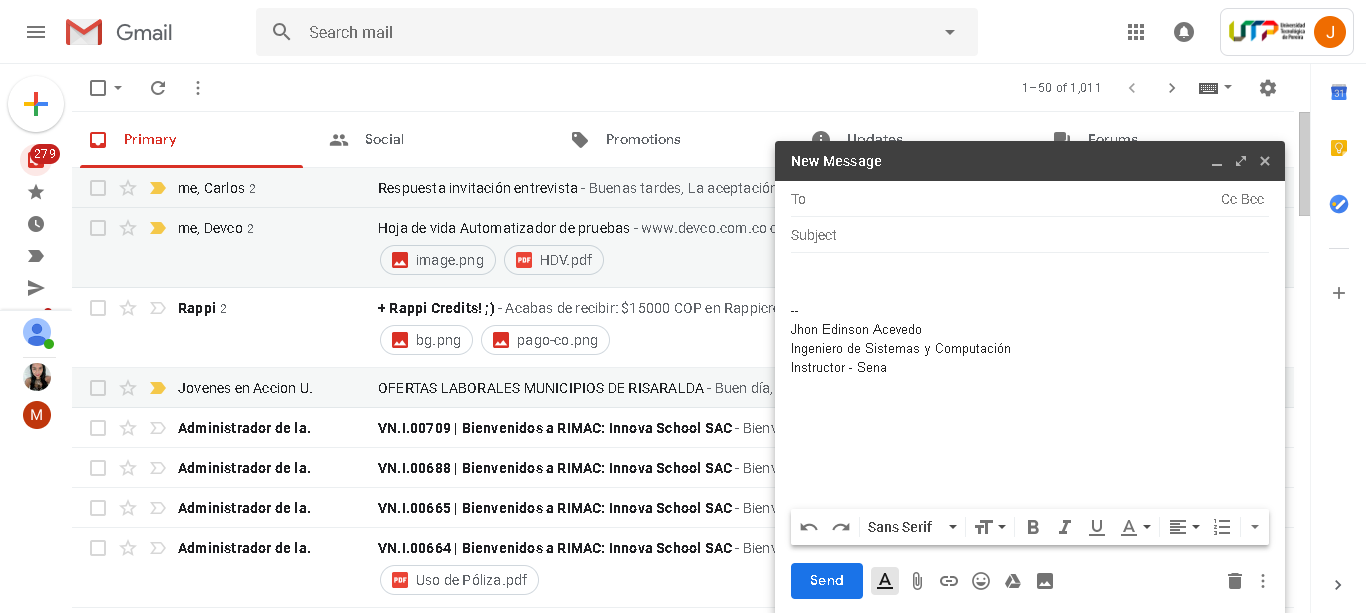 Gmail
Search mail
UTP Universidad Tecnológica de Pereira
J
1–50 of 1,011
31
279
Primary
Social
Promotions
Updates
Forums
me, Carlos 2
Respuesta invitación entrevista - Buenas tardes, La aceptación
me, Devco 2
Hoja de vida Automatizador de pruebas - www.devco.com.co
image.png
PDF HDV.pdf
Rappi 2
+ Rappi Credits! ;) - Acabas de recibir: $15000 COP en Rappicre
bg.png
pago-co.png
Jovenes en Accion U.
OFERTAS LABORALES MUNICIPIOS DE RISARALDA - Buen día,
M
Administrador de la.
VN.I.00709 | Bienvenidos a RIMAC: Innova School SAC - Bienv
Administrador de la.
VN.I.00688 | Bienvenidos a RIMAC: Innova School SAC - Bienv
Administrador de la.
VN.I.00665 | Bienvenidos a RIMAC: Innova School SAC - Bienv
Administrador de la.
VN.I.00664 | Bienvenidos a RIMAC: Innova School SAC - Bienv
PDF Uso de Póliza.pdf
New Message
To
Cc Bcc
Subject
--
Jhon Edinson Acevedo
Ingeniero de Sistemas y Computación
Instructor - Sena
Sans Serif
Send